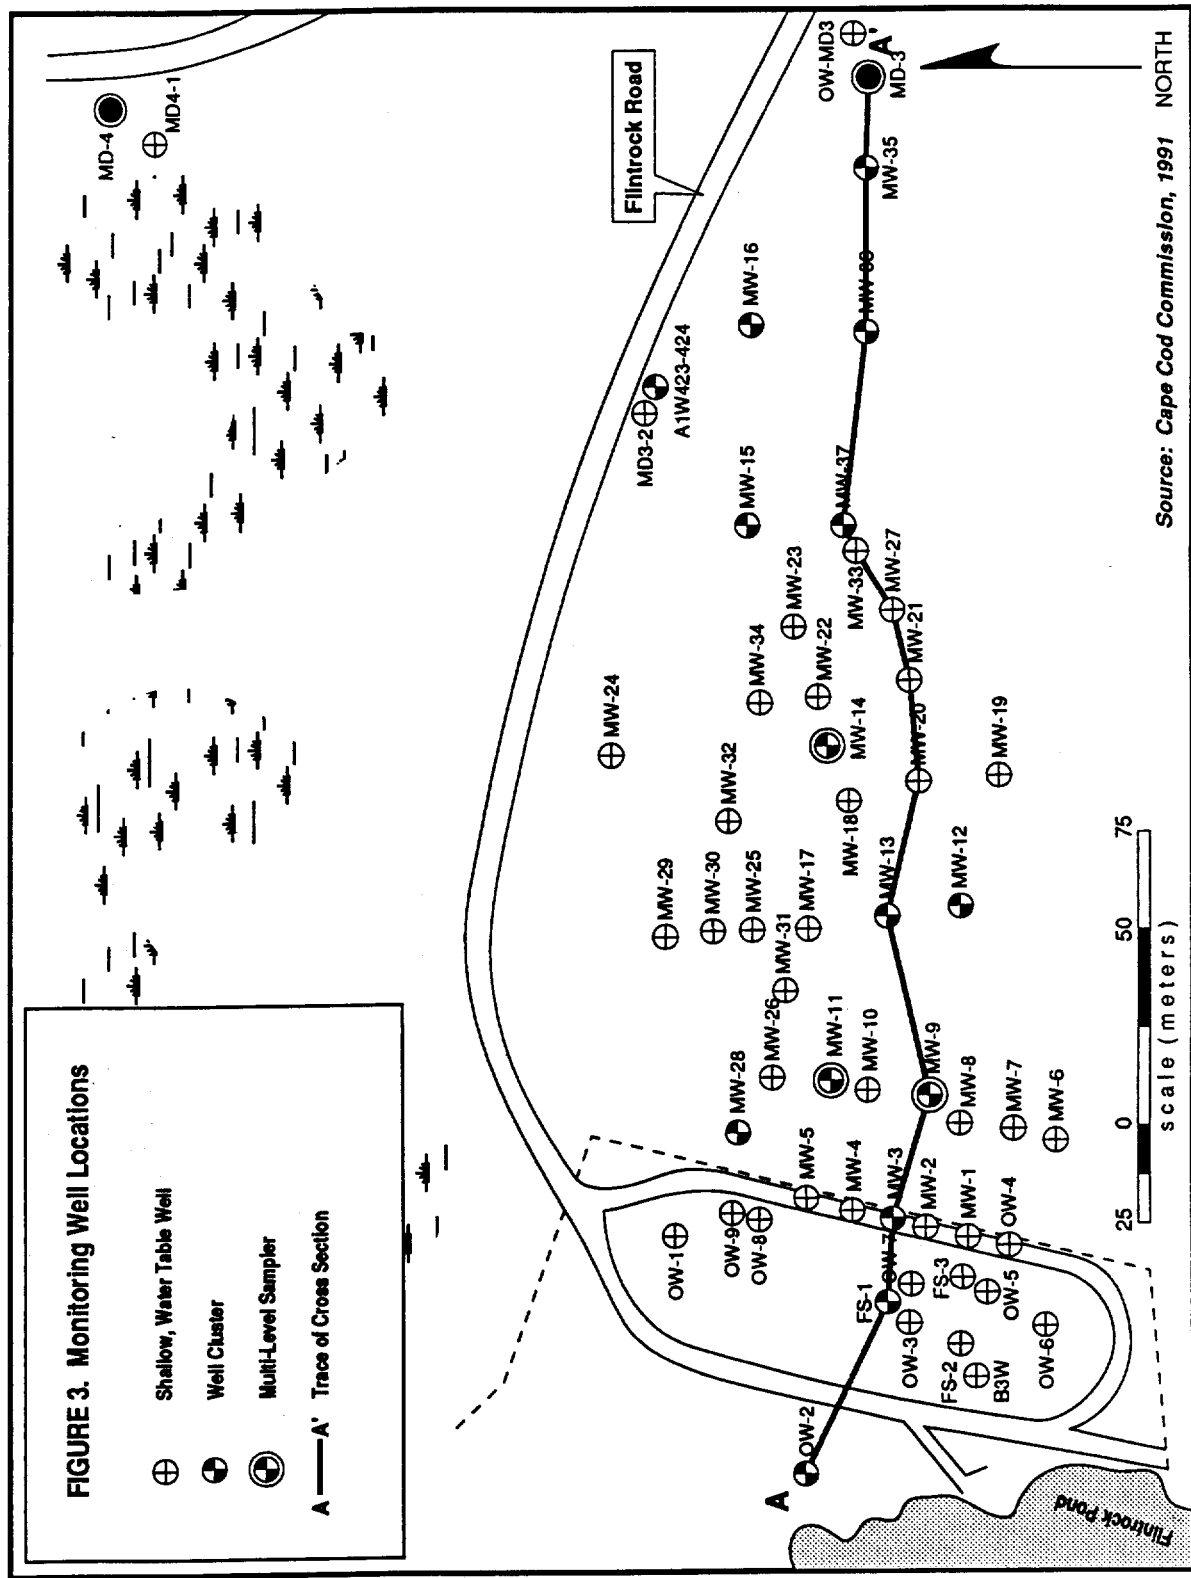 FIGURE 3. Monitoring Well Locations
Shallow, Water Table Well
Well Cluster
Multi-Level Sampler
A A' Trace of Cross Section
MD-4
MD4-1
Flintrock Road
MW-24
MD3-2
A1W423-424
MW-29
MW-30
MW-25
MW-17
MW-32
MW-34
MW-15
MW-16
MW-28
MW-26
MW-31
MW-23
MW-22
MW-14
MW-18
MW-11
MW-10
OW-1
OW-9
OW-8
MW-5
MW-4
MW-3
MW-2
MW-1
OW-4
A
OW-2
FS-1
OW-7
OW-3
FS-3
FS-2
OW-5
B3W
OW-6
MW-9
MW-8
MW-7
MW-6
MW-13
MW-12
MW-20
MW-19
MW-21
MW-27
MW-33
MW-37
MW-35
OW-MD3
MD-3
A'
Flintrock Pond
25 0 50 75
scale (meters)
Source: Cape Cod Commission, 1991
NORTH